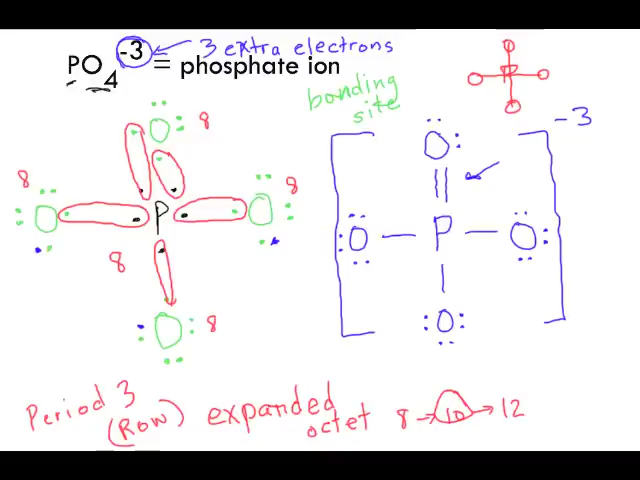 PO4 -3 ≡ phosphate ion
3 extra electrons
bonding
site
P
-3
O 8
8 O P O 8
8
O 8
O
O — P — O
O
Period 3
(Row)
expanded
octet 8 → 10 → 12